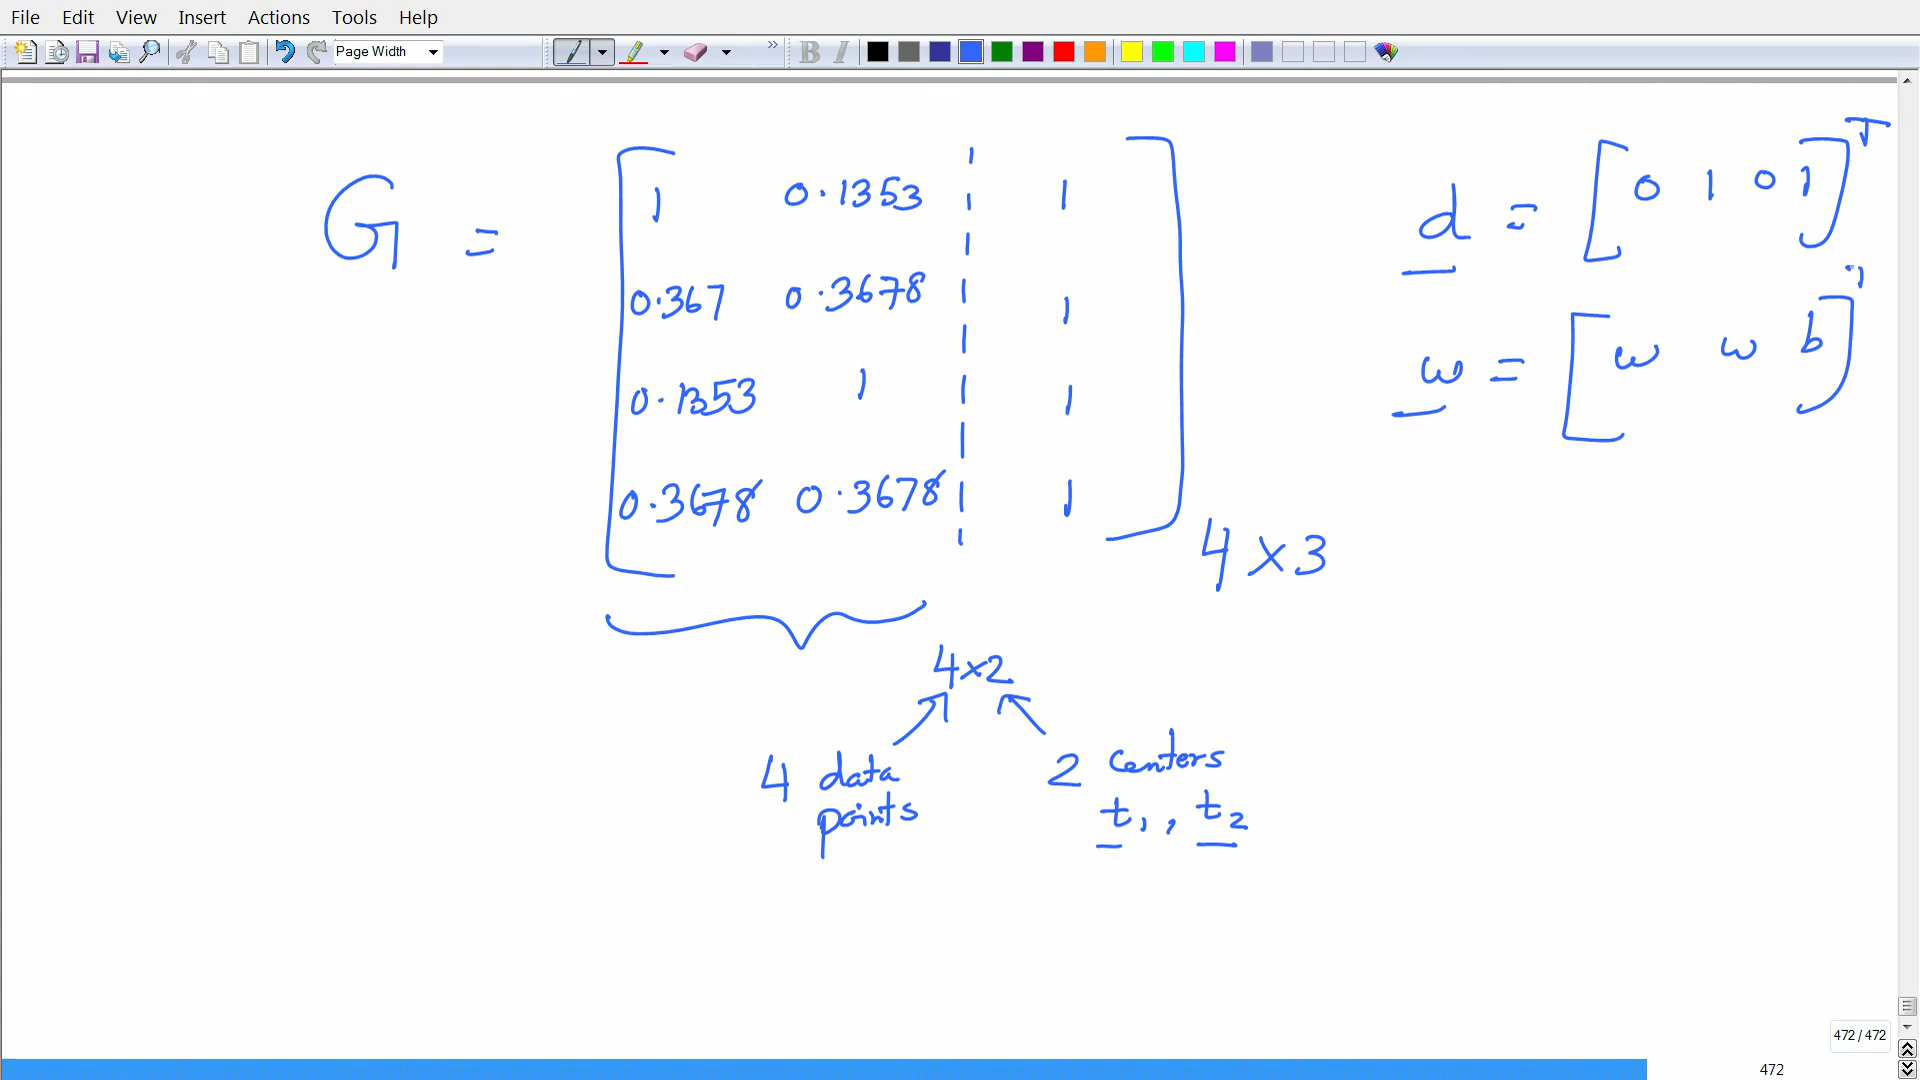 File Edit View Insert Actions Tools Help
Page Width
B I
G = [ 1 0.1353 1
0.367 0.3678 1
0.1353 1 1
0.3678 0.3678 1 ] 4 x 3
d = [ 0 1 0 1 ]ᵀ
w = [ w w b ]
4x2
4 data points
2 centers
t₁, t₂
472 / 472
472